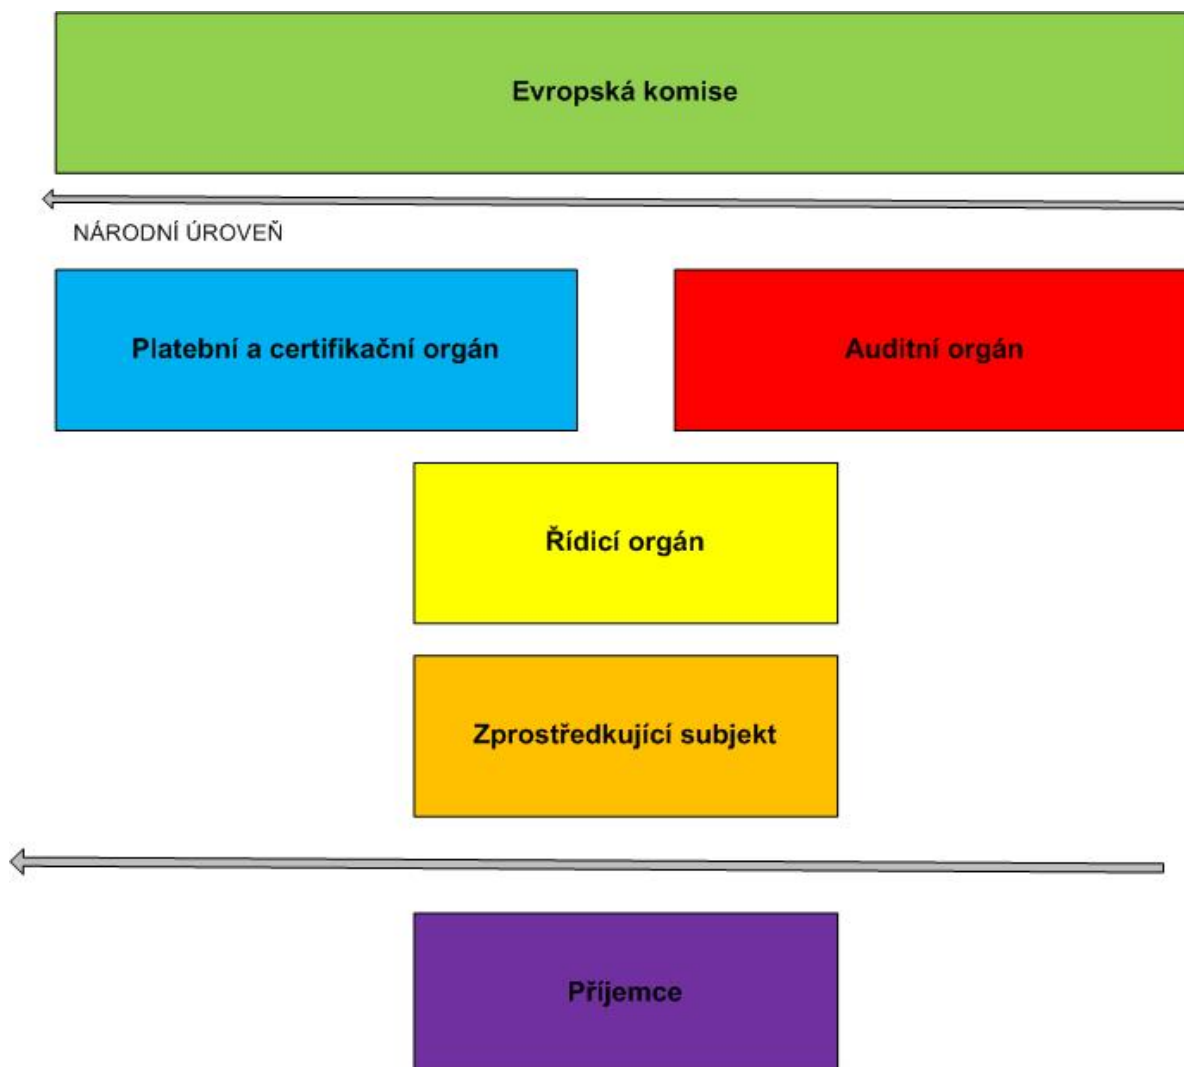 Evropská komise
NÁRODNÍ ÚROVEŇ
Platební a certifikační orgán
Auditní orgán
Řídicí orgán
Zprostředkující subjekt
Příjemce